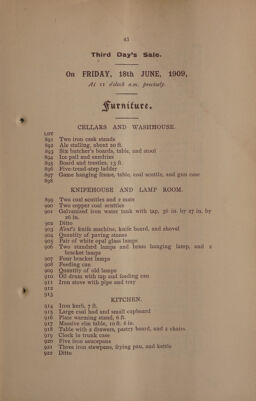 45
Third Day's Sale.
On FRIDAY, 18th JUNE, 1909,
At 11 o'clock a.m. precisely.
Furniture.
CELLARS AND WASHHOUSE.
LOT
891 Two iron cask stands
892 Ale stalling, about 20 ft.
893 Six butcher's boards, table, and stool
894 Ice pail and sundries
895 Board and trestles, 13 ft.
896 Five-tread step ladder
897 Game hanging frame, table, coal scuttle, and gun case
898
KNIFEHOUSE AND LAMP ROOM.
899 Two coal scuttles and 2 mats
900 Two copper coal scuttles
901 Galvanized iron water tank with tap, 36 in. by 27 in. by
26 in.
902 Ditto
903 Kent's knife machine, knife board, and shovel
904 Quantity of paving stones
905 Pair of white opal glass lamps
906 Two standard lamps and brass hanging lamp, and 2
bracket lamps
907 Four bracket lamps
908 Feeding can
909 Quantity of old lamps
910 Oil drum with tap and feeding can
911 Iron stove with pipe and tray
912
913
KITCHEN.
914 Iron kerb, 7 ft.
915 Large coal hod and small cupboard
916 Plate warming stand, 6 ft.
917 Massive elm table, 10 ft. 6 in.
918 Table with 2 drawers, pastry board, and 2 chairs
919 Clock in trunk case
920 Five iron saucepans
921 Three iron stewpans, frying pan, and kettle
922 Ditto